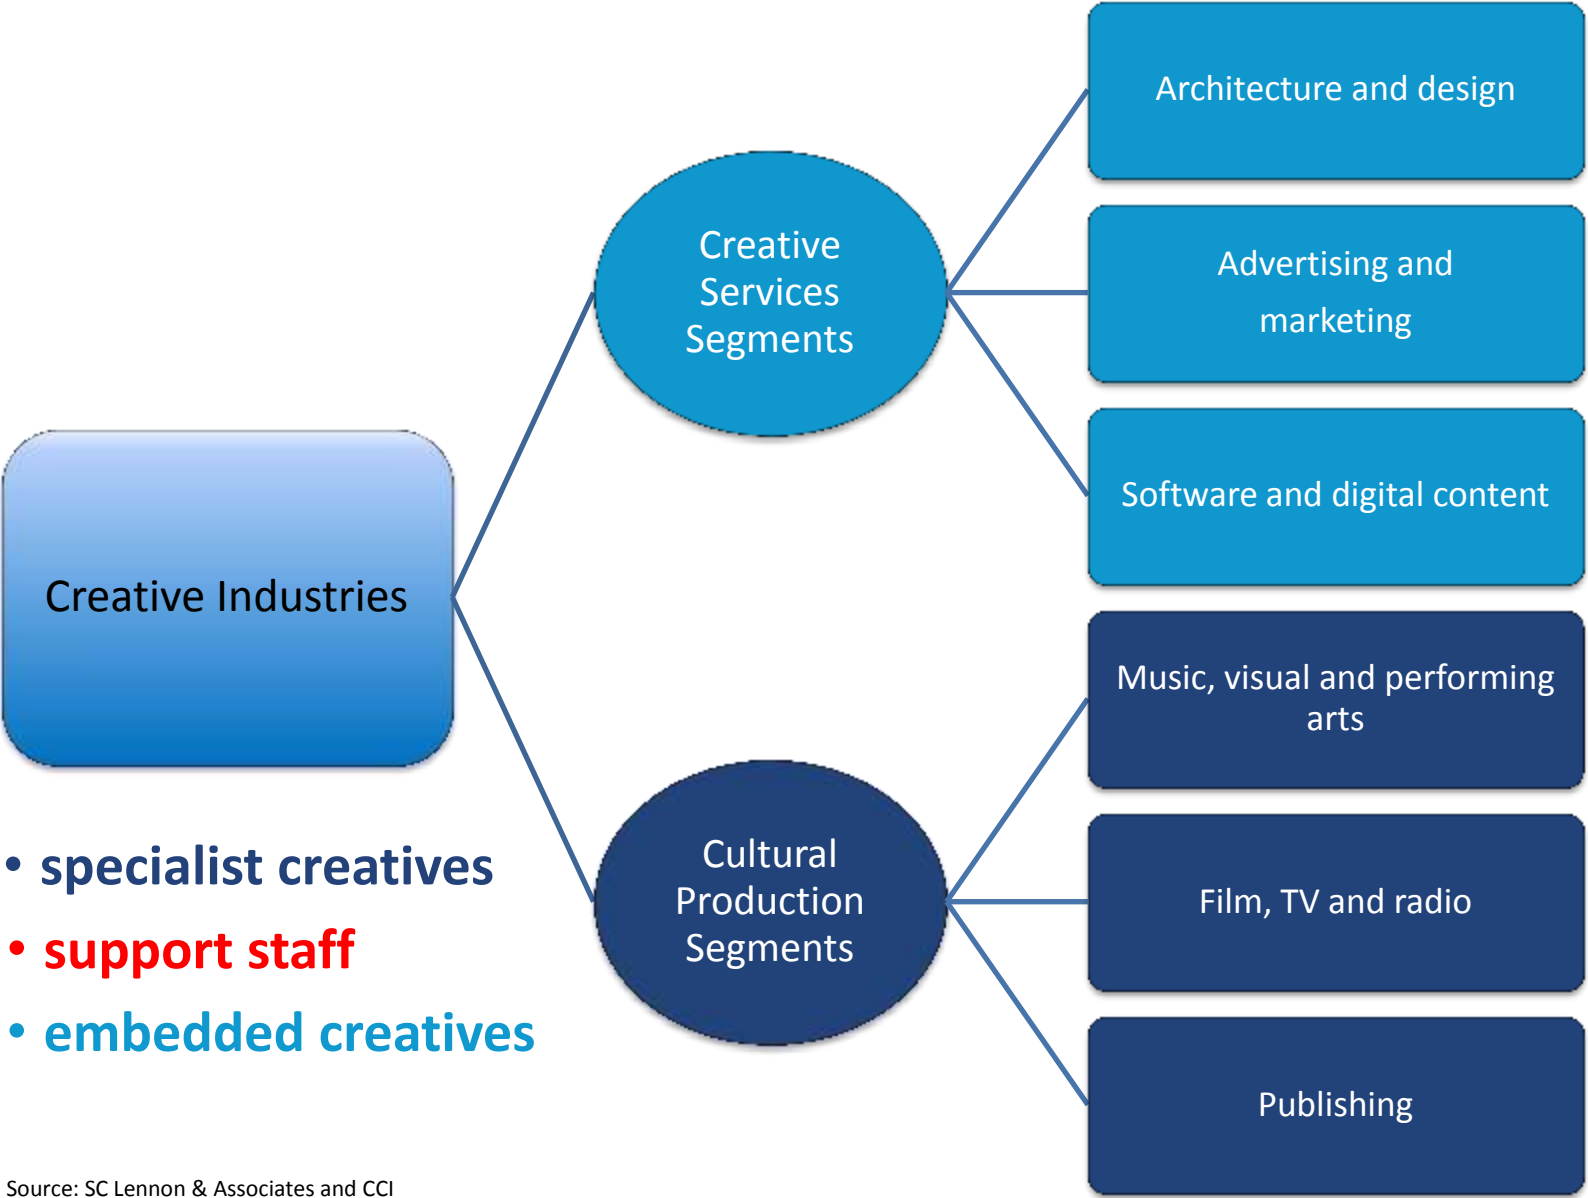 Architecture and design
Creative
Services
Segments
Advertising and
marketing
Software and digital content
Creative Industries
Music, visual and performing
arts
Cultural
Production
Segments
Film, TV and radio
Publishing
• specialist creatives
• support staff
• embedded creatives
Source: SC Lennon & Associates and CCI